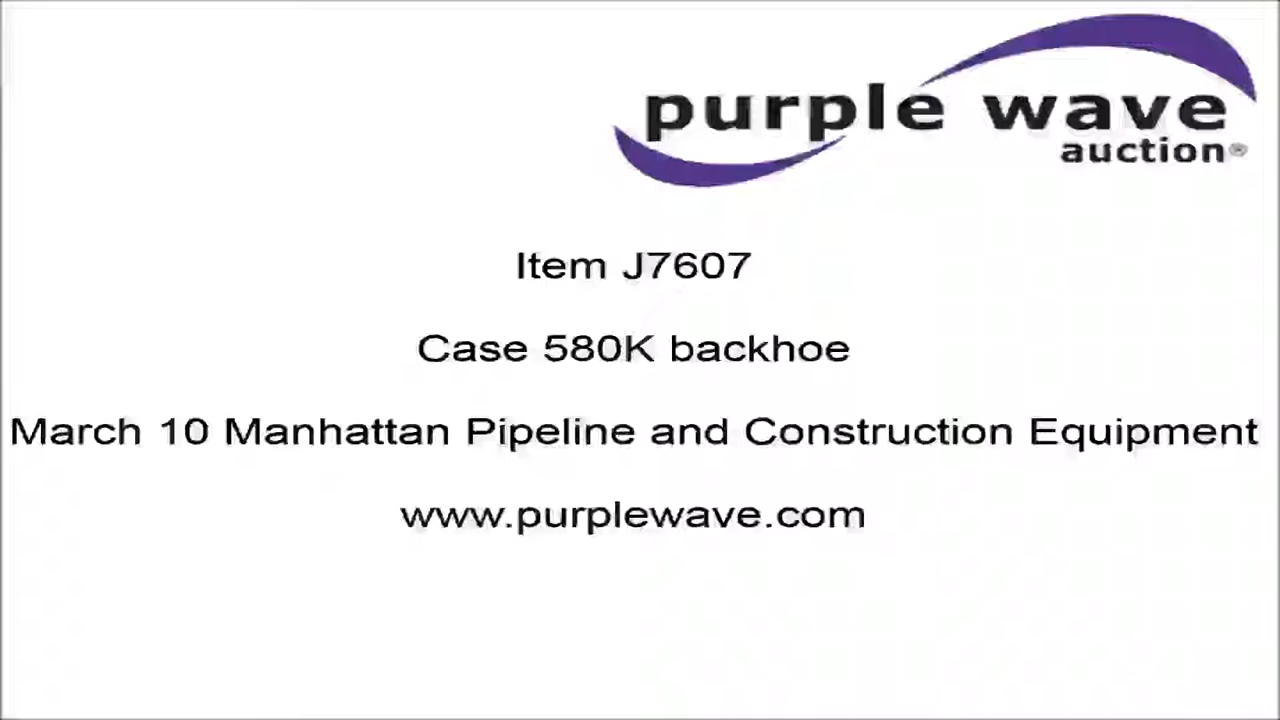 purple wave
auction®
Item J7607
Case 580K backhoe
March 10 Manhattan Pipeline and Construction Equipment
www.purplewave.com